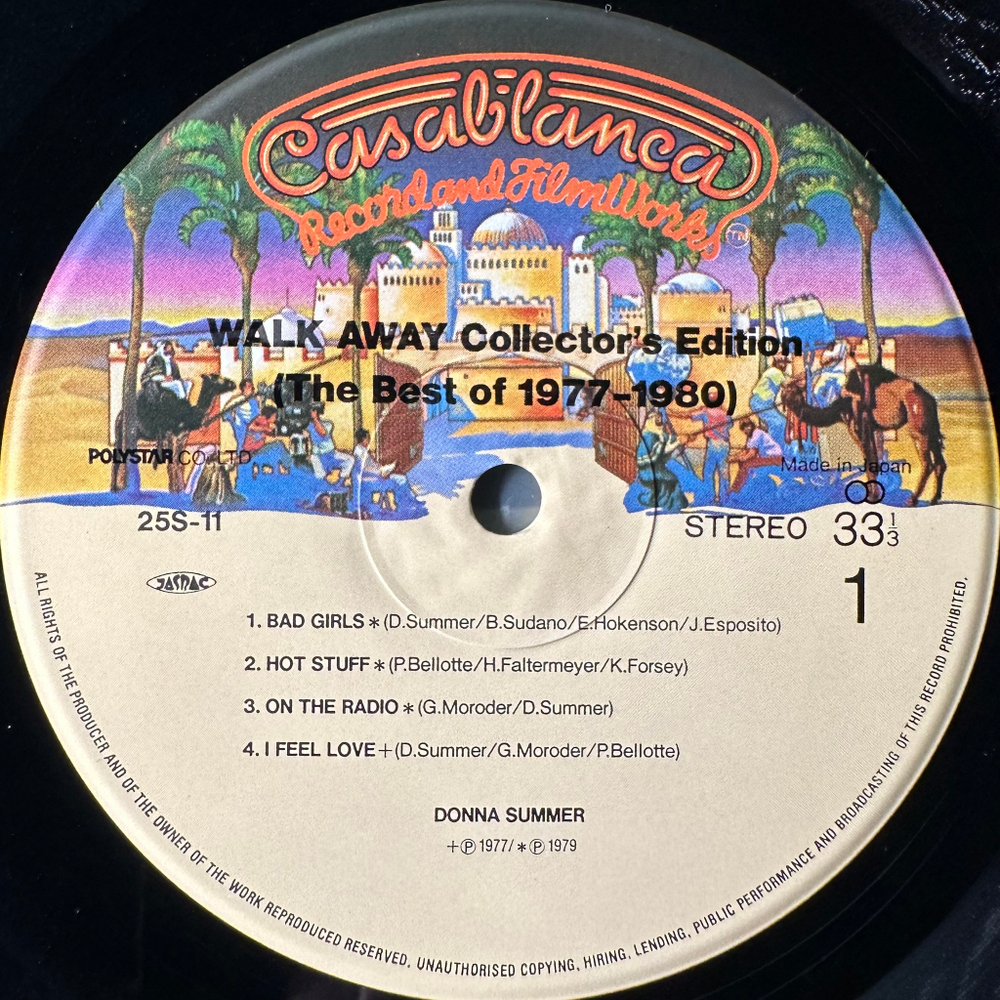 Casablanca
Record and FilmWorks TM
WALK AWAY Collector's Edition
(The Best of 1977-1980)
POLYSTAR CO., LTD.
Made in Japan
25S-11
STEREO 33 1/3
JASRAC
1
1. BAD GIRLS * (D.Summer/B.Sudano/E.Hokenson/J.Esposito)
2. HOT STUFF * (P.Bellotte/H.Faltermeyer/K.Forsey)
3. ON THE RADIO * (G.Moroder/D.Summer)
4. I FEEL LOVE + (D.Summer/G.Moroder/P.Bellotte)
DONNA SUMMER
+ ℗ 1977/ * ℗ 1979
ALL RIGHTS OF THE PRODUCER AND OF THE OWNER OF THE WORK REPRODUCED RESERVED. UNAUTHORISED COPYING, HIRING, LENDING, PUBLIC PERFORMANCE AND BROADCASTING OF THIS RECORD PROHIBITED.